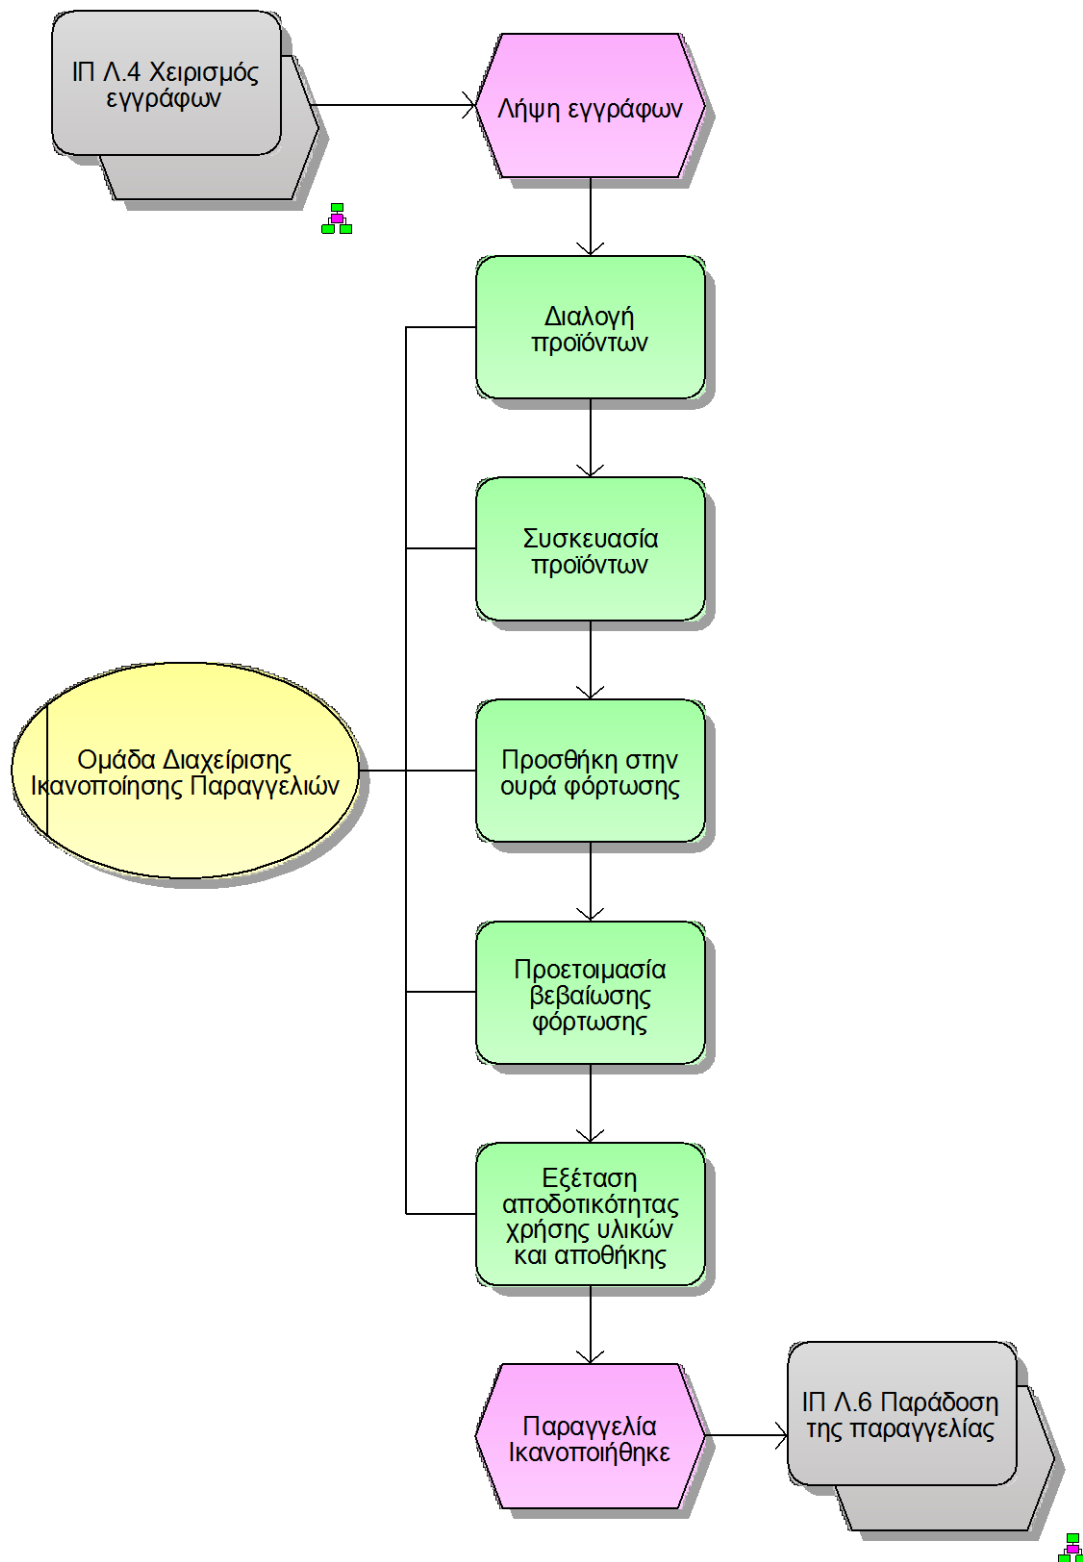 ΙΠ Λ.4 Χειρισμός
εγγράφων
Λήψη εγγράφων
Διαλογή
προϊόντων
Συσκευασία
προϊόντων
Ομάδα Διαχείρισης
Ικανοποίησης Παραγγελιών
Προσθήκη στην
ουρά φόρτωσης
Προετοιμασία
βεβαίωσης
φόρτωσης
Εξέταση
αποδοτικότητας
χρήσης υλικών
και αποθήκης
Παραγγελία
Ικανοποιήθηκε
ΙΠ Λ.6 Παράδοση
της παραγγελίας